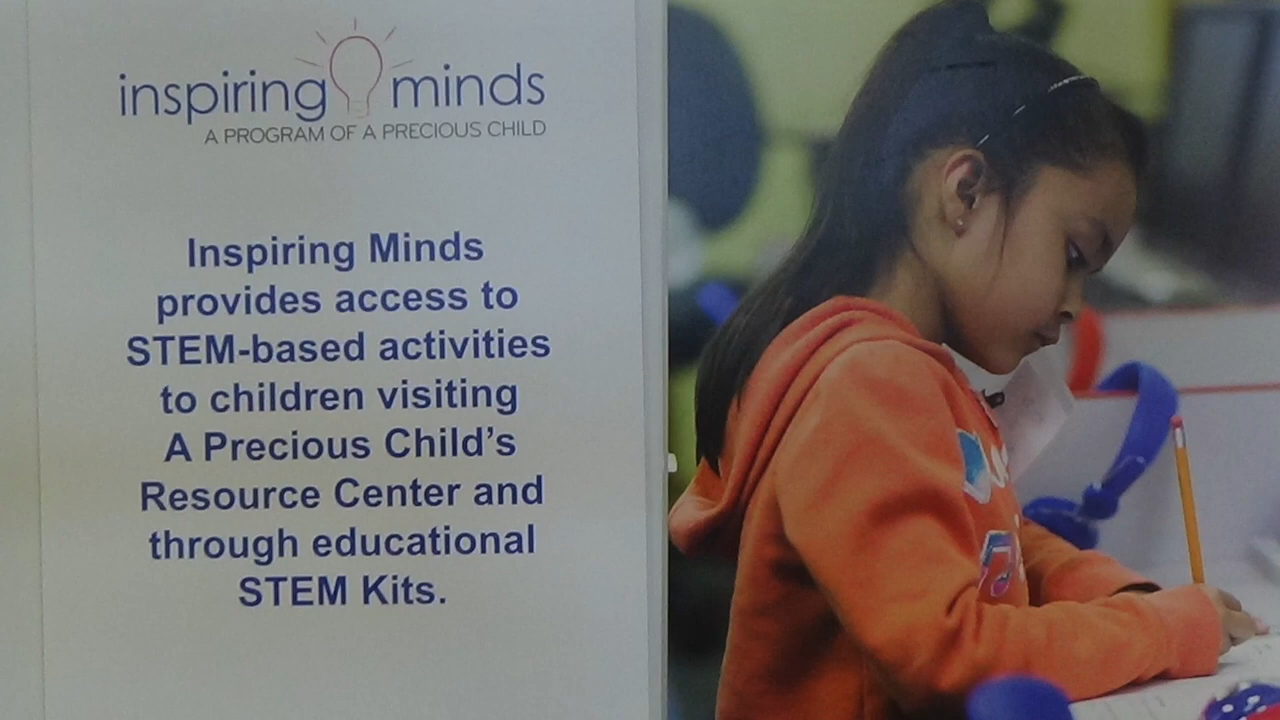 inspiring minds
A PROGRAM OF A PRECIOUS CHILD
Inspiring Minds
provides access to
STEM-based activities
to children visiting
A Precious Child's
Resource Center and
through educational
STEM Kits.